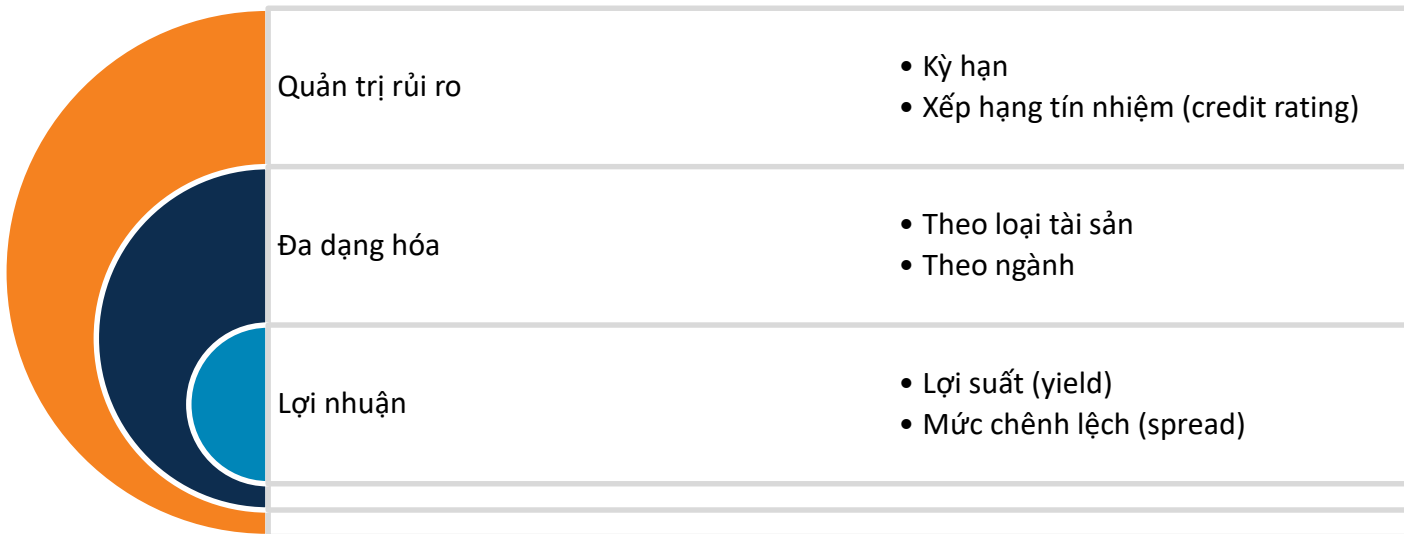 Quản trị rủi ro
• Kỳ hạn
• Xếp hạng tín nhiệm (credit rating)
Đa dạng hóa
• Theo loại tài sản
• Theo ngành
Lợi nhuận
• Lợi suất (yield)
• Mức chênh lệch (spread)